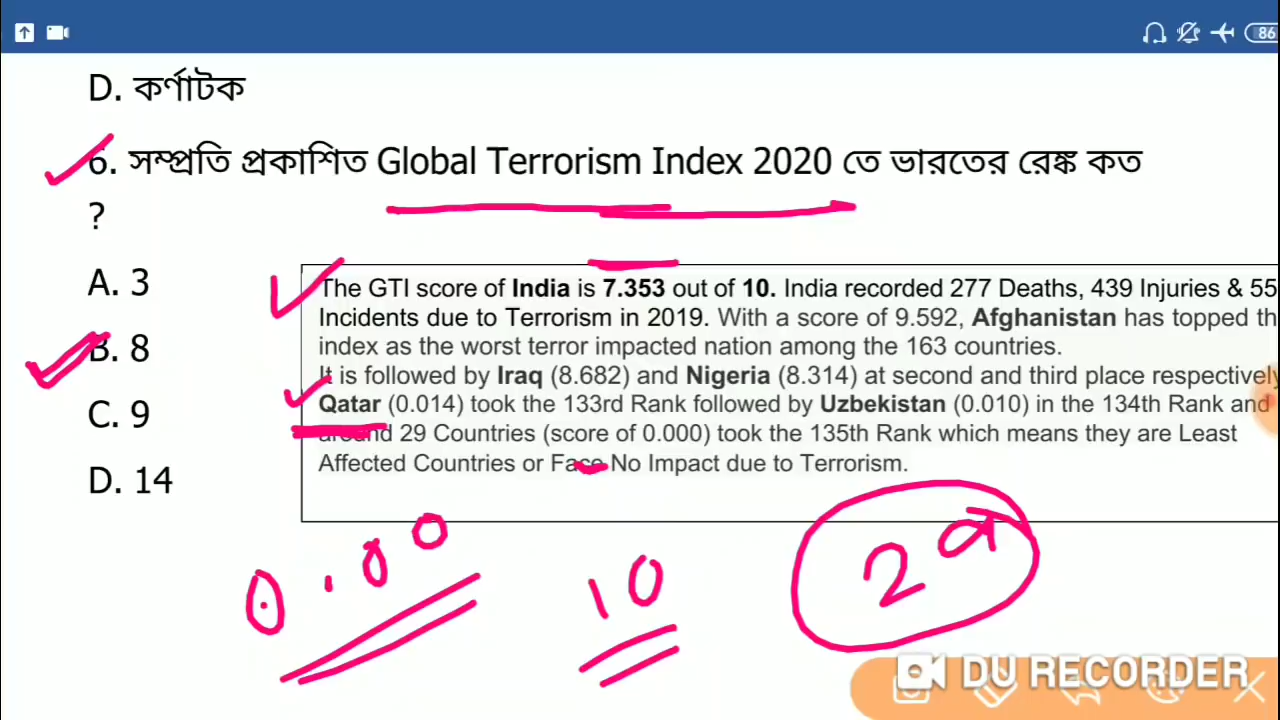 86
D. কর্ণাটক
6. সম্প্রতি প্রকাশিত Global Terrorism Index 2020 তে ভারতের রেঙ্ক কত
?
A. 3
B. 8
C. 9
D. 14
The GTI score of India is 7.353 out of 10. India recorded 277 Deaths, 439 Injuries & 55
Incidents due to Terrorism in 2019. With a score of 9.592, Afghanistan has topped th
index as the worst terror impacted nation among the 163 countries.
It is followed by Iraq (8.682) and Nigeria (8.314) at second and third place respectively
Qatar (0.014) took the 133rd Rank followed by Uzbekistan (0.010) in the 134th Rank and
around 29 Countries (score of 0.000) took the 135th Rank which means they are Least
Affected Countries or Face No Impact due to Terrorism.
0.00 10
DU RECORDER